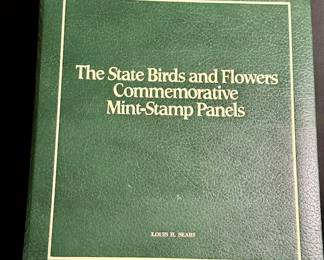 The State Birds and Flowers
Commemorative
Mint-Stamp Panels
LOUIS H. SEARS